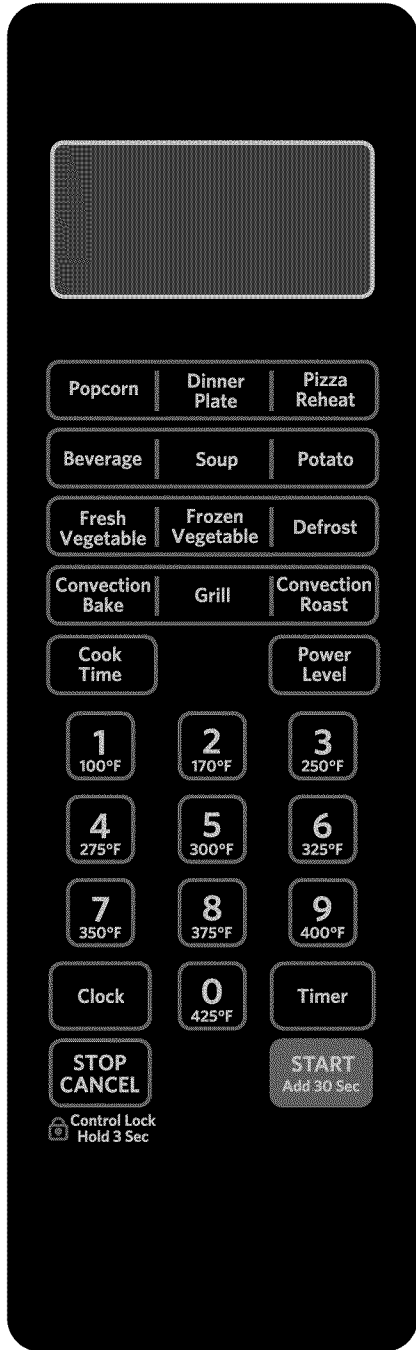 Popcorn
Dinner
Plate
Pizza
Reheat
Beverage
Soup
Potato
Fresh
Vegetable
Frozen
Vegetable
Defrost
Convection
Bake
Grill
Convection
Roast
Cook
Time
Power
Level
1
100°F
2
170°F
3
250°F
4
275°F
5
300°F
6
325°F
7
350°F
8
375°F
9
400°F
Clock
0
425°F
Timer
STOP
CANCEL
START
Add 30 Sec
Control Lock
Hold 3 Sec